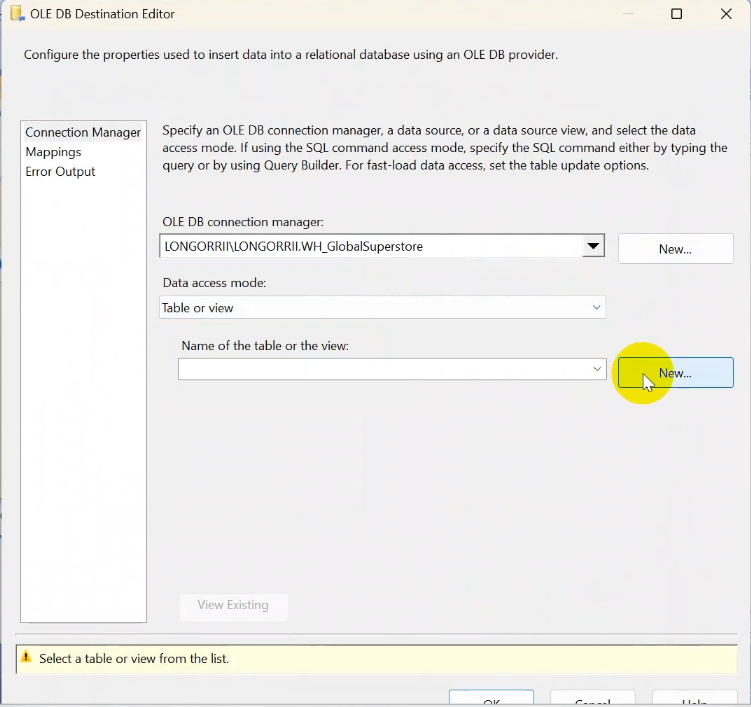 OLE DB Destination Editor
Configure the properties used to insert data into a relational database using an OLE DB provider.
Connection Manager
Mappings
Error Output
Specify an OLE DB connection manager, a data source, or a data source view, and select the data
access mode. If using the SQL command access mode, specify the SQL command either by typing the
query or by using Query Builder. For fast-load data access, set the table update options.
OLE DB connection manager:
LONGORRII\LONGORRII.WH_GlobalSuperstore
New...
Data access mode:
Table or view
Name of the table or the view:
New...
View Existing
Select a table or view from the list.
OK
Cancel
Help